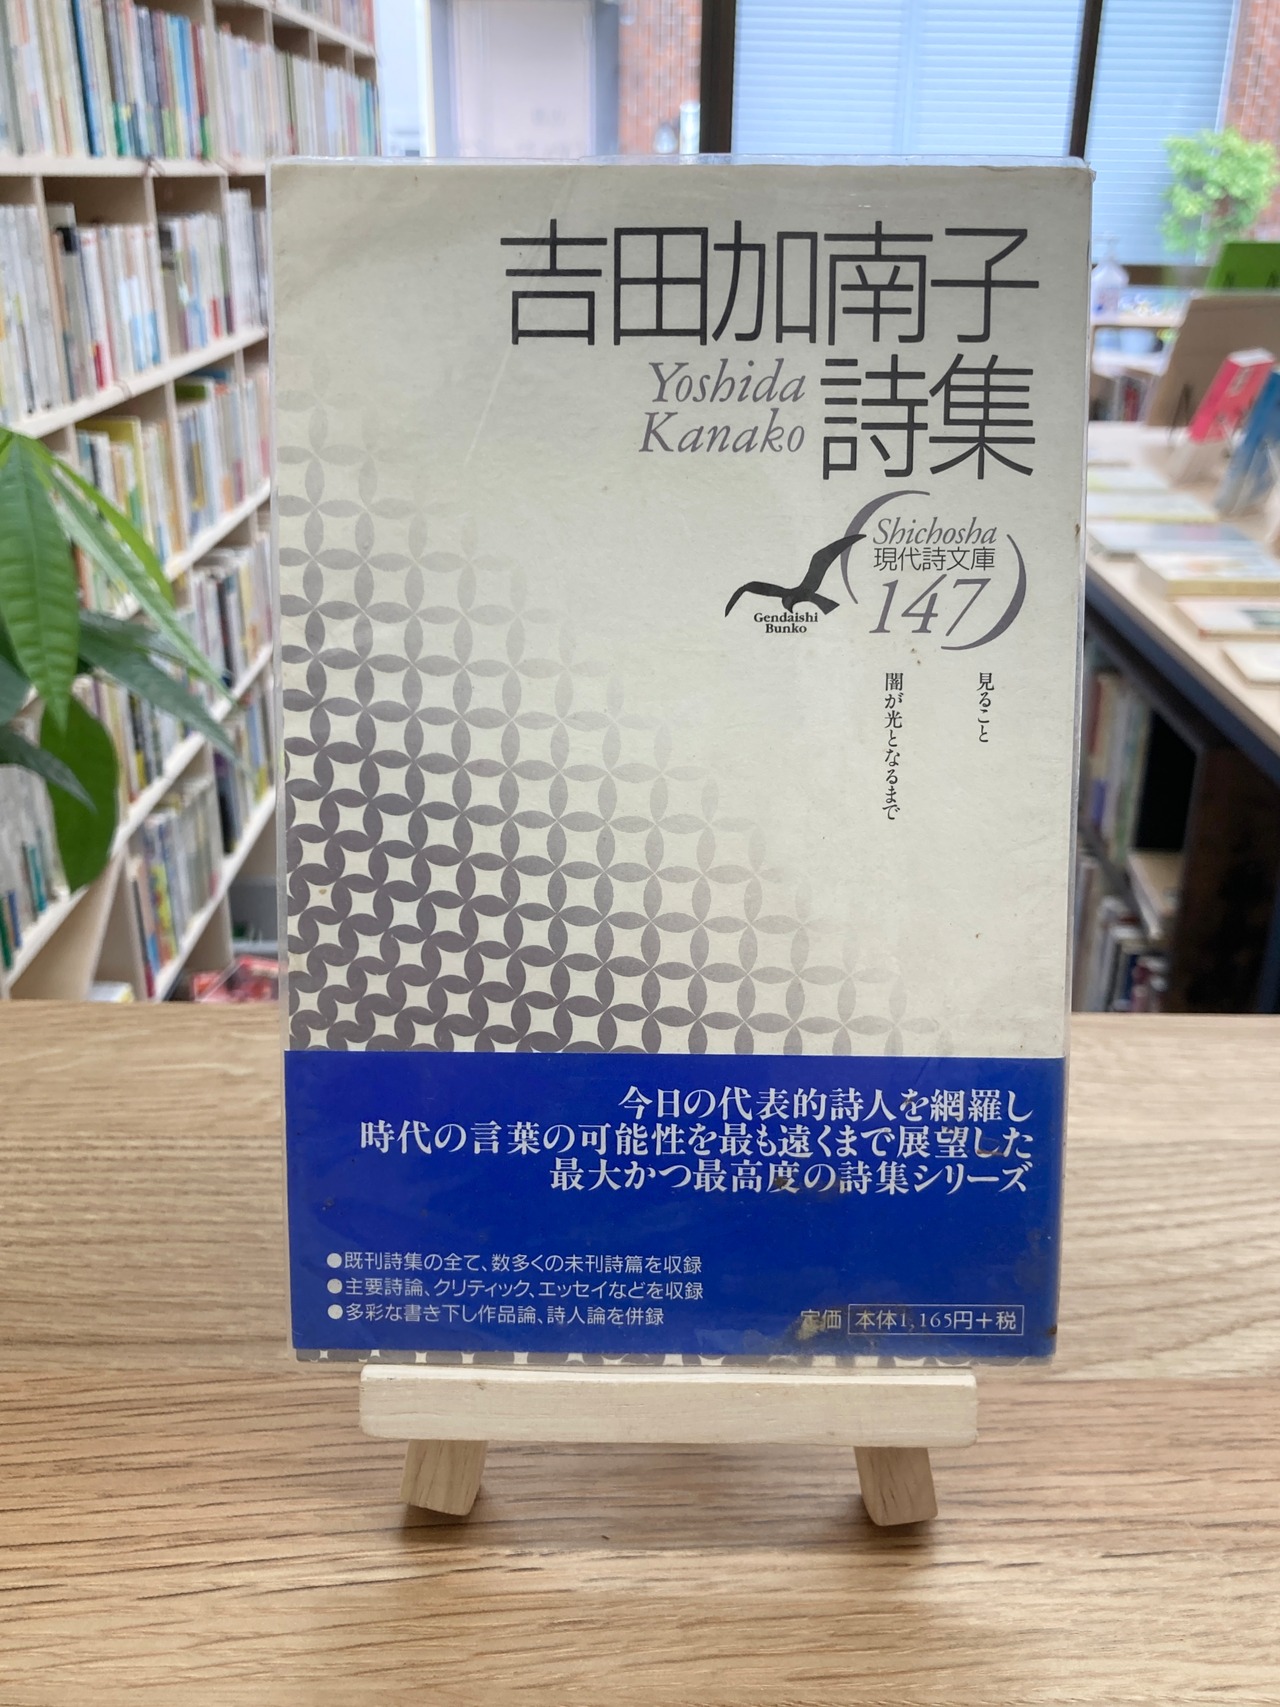 吉田加南子
詩集
Yoshida
Kanako
Shichosha
現代詩文庫
147
Gendaishi
Bunko
見ること
闇が光となるまで
今日の代表的詩人を網羅し
時代の言葉の可能性を最も遠くまで展望した
最大かつ最高度の詩集シリーズ
●既刊詩集の全て、数多くの未刊詩篇を収録
●主要詩論、クリティック、エッセイなどを収録
●多彩な書き下し作品論、詩人論を併録
定価 本体1,165円+税